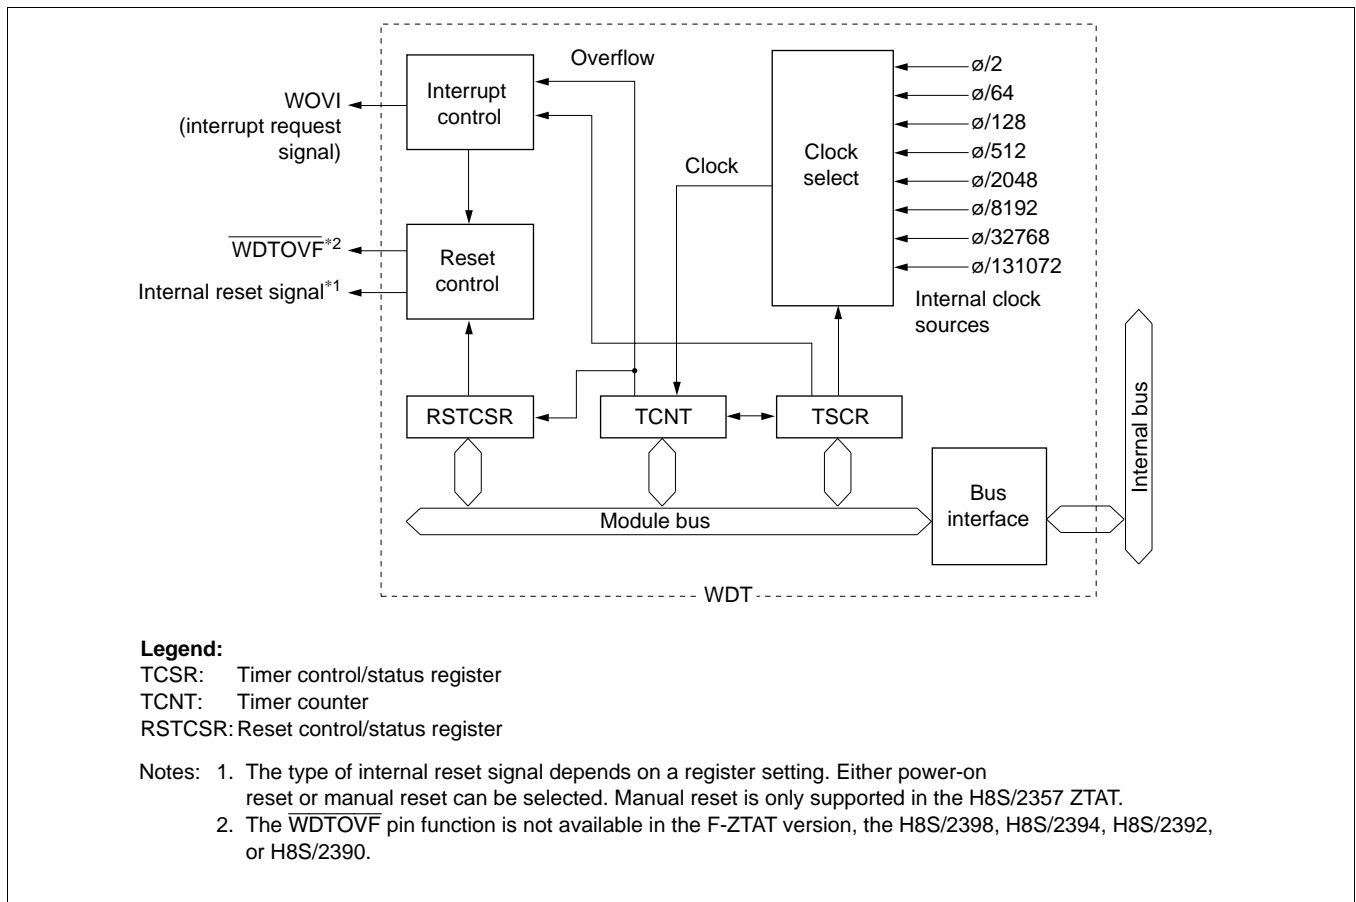 Overflow
Interrupt
control
WOVI
(interrupt request
signal)
WDTOVF*2
Internal reset signal*1
Reset
control
Clock
Clock
select
ø/2
ø/64
ø/128
ø/512
ø/2048
ø/8192
ø/32768
ø/131072
Internal clock
sources
RSTCSR
TCNT
TSCR
Module bus
Bus
interface
Internal bus
WDT
Legend:
TCSR: Timer control/status register
TCNT: Timer counter
RSTCSR: Reset control/status register
Notes: 1. The type of internal reset signal depends on a register setting. Either power-on
reset or manual reset can be selected. Manual reset is only supported in the H8S/2357 ZTAT.
2. The WDTOVF pin function is not available in the F-ZTAT version, the H8S/2398, H8S/2394, H8S/2392,
or H8S/2390.